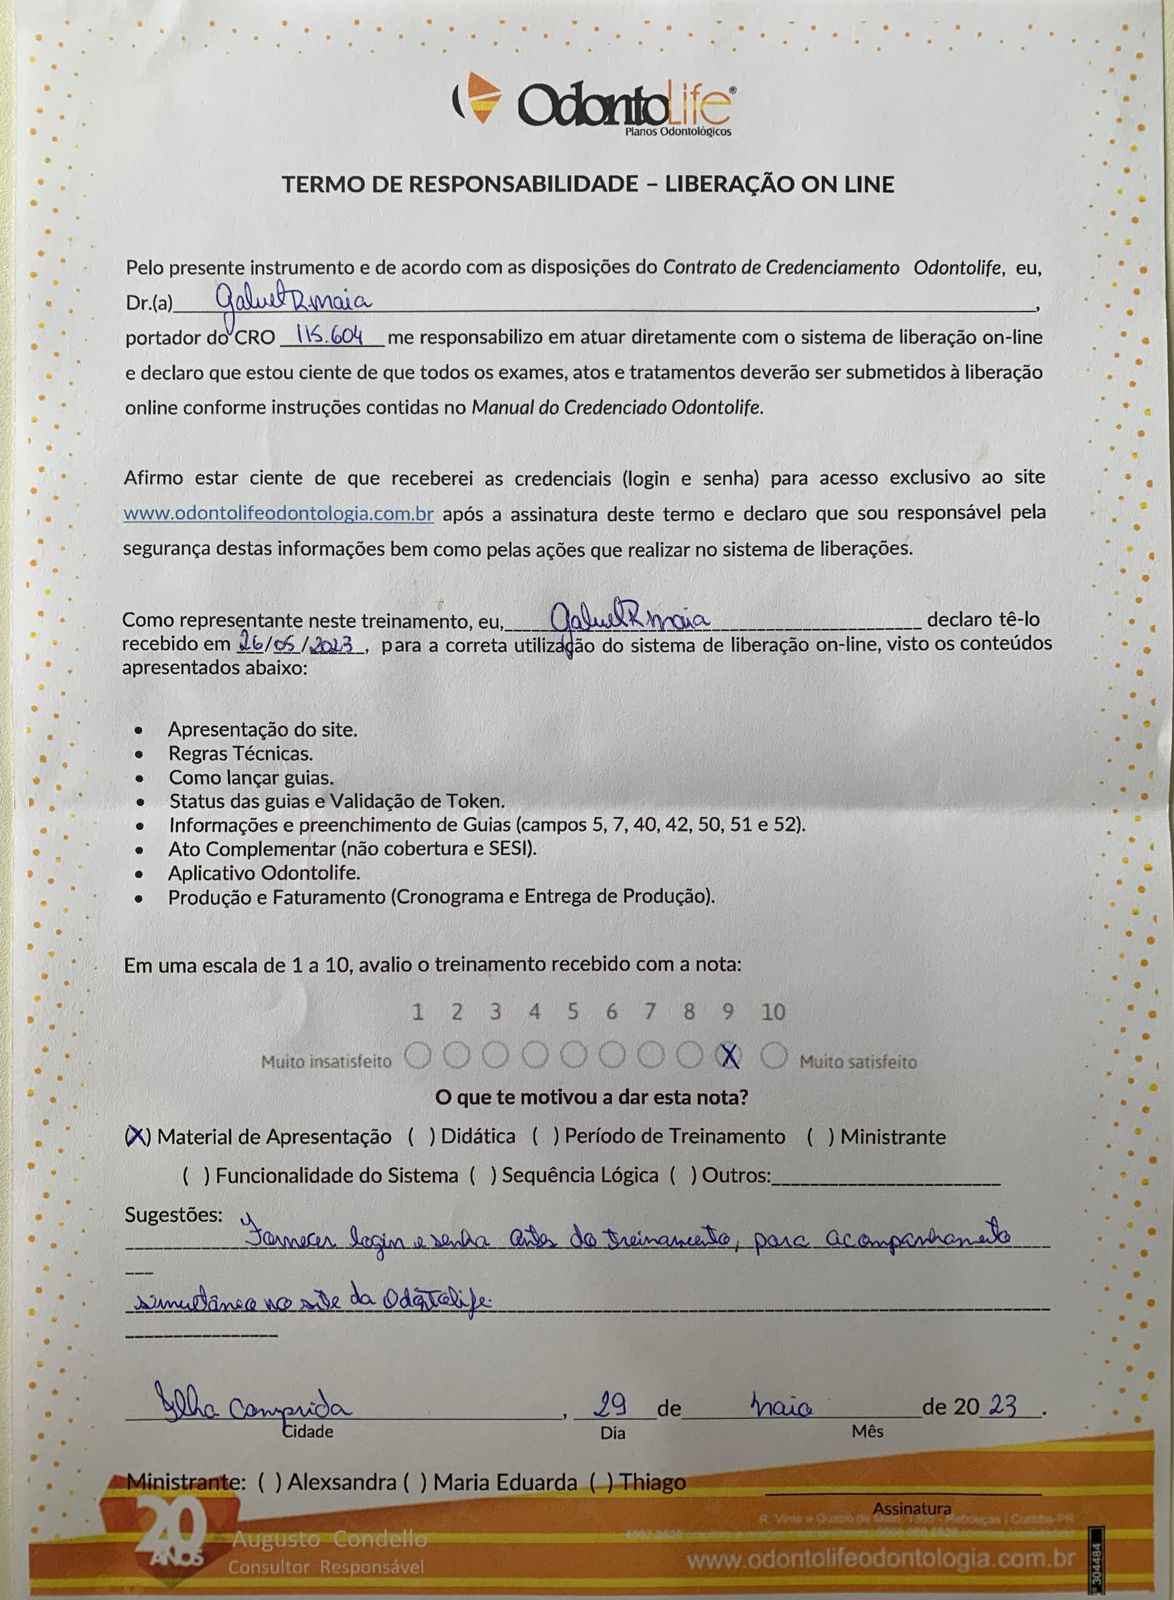 OdontoLife®
Planos Odontológicos
TERMO DE RESPONSABILIDADE – LIBERAÇÃO ON LINE
Pelo presente instrumento e de acordo com as disposições do Contrato de Credenciamento Odontolife, eu,
Dr.(a) Gabriel R. maia,
portador do CRO 115.604 me responsabilizo em atuar diretamente com o sistema de liberação on-line
e declaro que estou ciente de que todos os exames, atos e tratamentos deverão ser submetidos à liberação
online conforme instruções contidas no Manual do Credenciado Odontolife.
Afirmo estar ciente de que receberei as credenciais (login e senha) para acesso exclusivo ao site
www.odontolifeodontologia.com.br após a assinatura deste termo e declaro que sou responsável pela
segurança destas informações bem como pelas ações que realizar no sistema de liberações.
Como representante neste treinamento, eu, Gabriel R maia declaro tê-lo
recebido em 26/05/2023, para a correta utilização do sistema de liberação on-line, visto os conteúdos
apresentados abaixo:
• Apresentação do site.
• Regras Técnicas.
• Como lançar guias.
• Status das guias e Validação de Token.
• Informações e preenchimento de Guias (campos 5, 7, 40, 42, 50, 51 e 52).
• Ato Complementar (não cobertura e SESI).
• Aplicativo Odontolife.
• Produção e Faturamento (Cronograma e Entrega de Produção).
Em uma escala de 1 a 10, avalio o treinamento recebido com a nota:
1 2 3 4 5 6 7 8 9 10
Muito insatisfeito X Muito satisfeito
O que te motivou a dar esta nota?
(X) Material de Apresentação ( ) Didática ( ) Período de Treinamento ( ) Ministrante
( ) Funcionalidade do Sistema ( ) Sequência Lógica ( ) Outros:
Sugestões: Fornecer login e senha antes do treinamento, para acompanhamento
simultâneo no site da Odontolife.
Ilha Comprida, 29 de maio de 20 23.
Cidade Dia Mês
Ministrante: ( ) Alexsandra ( ) Maria Eduarda ( ) Thiago
Assinatura
20 ANOS
Augusto Condello
Consultor Responsável
R. Vinte e Quatro de Rebouças | Curitiba-PR
www.odontolifeodontologia.com.br
304484